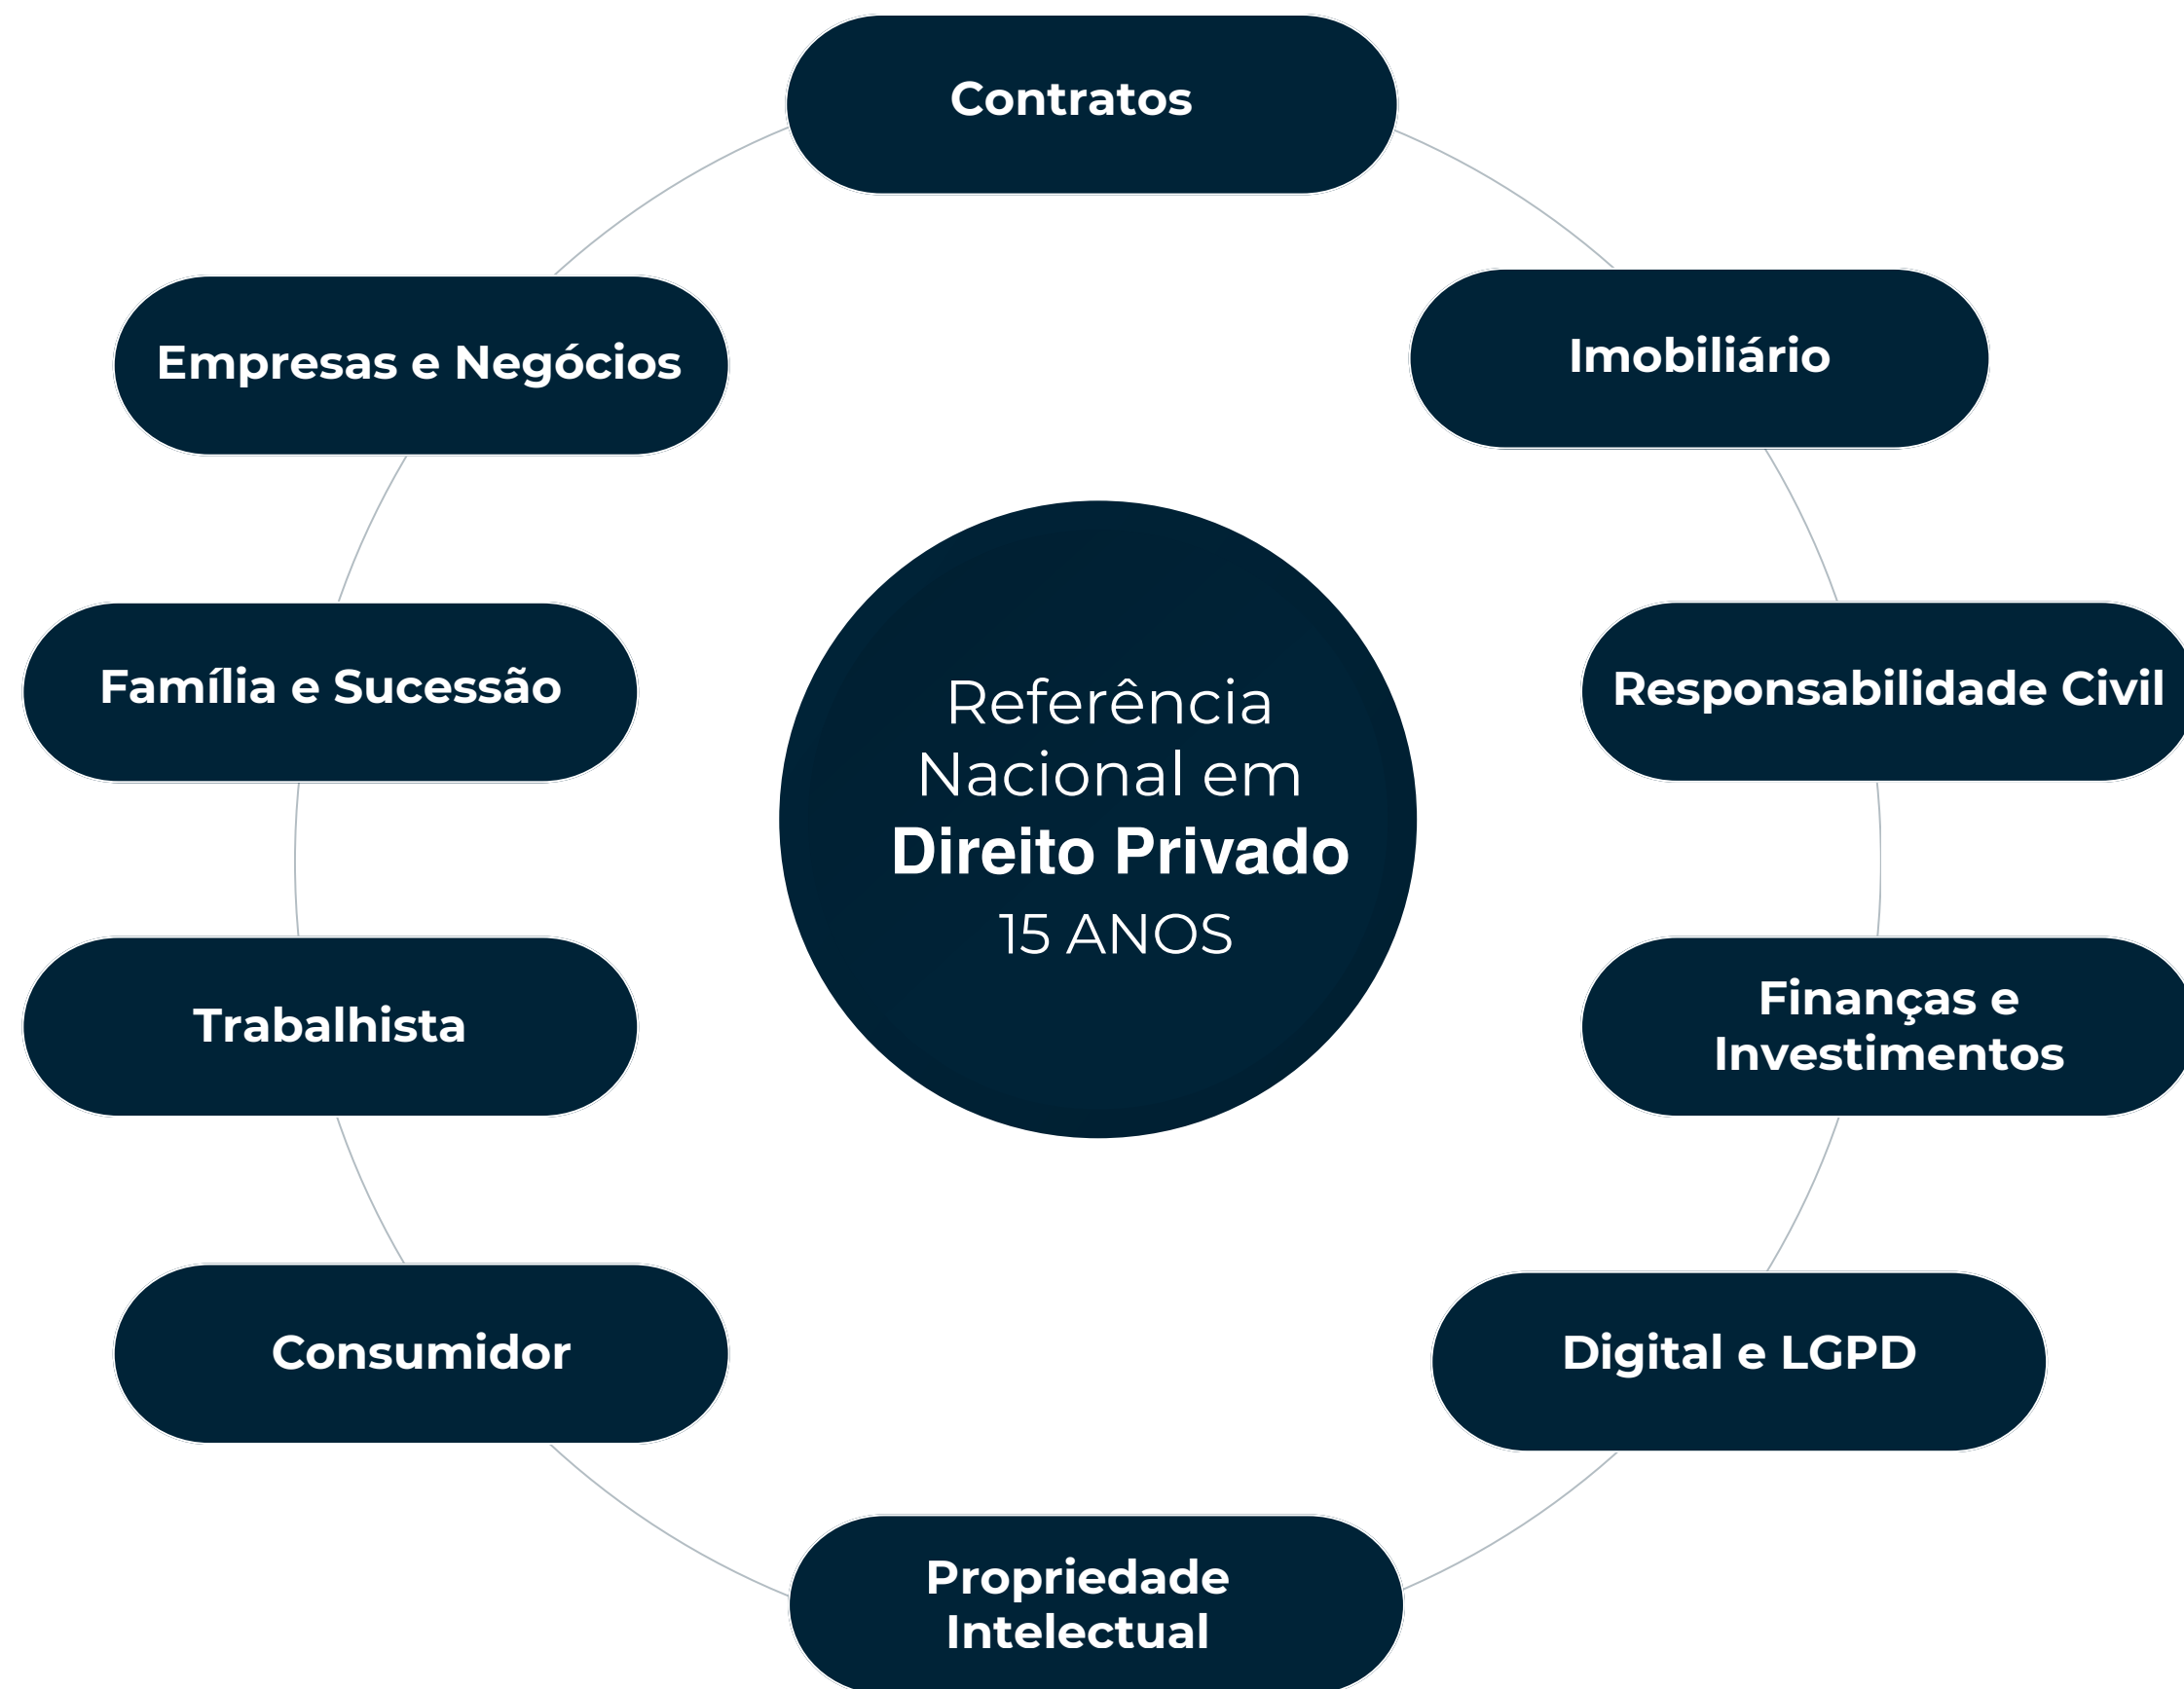 Contratos
Empresas e Negócios
Imobiliário
Família e Sucessão
Responsabilidade Civil
Referência
Nacional em
Direito Privado
15 ANOS
Trabalhista
Finanças e
Investimentos
Consumidor
Digital e LGPD
Propriedade
Intelectual